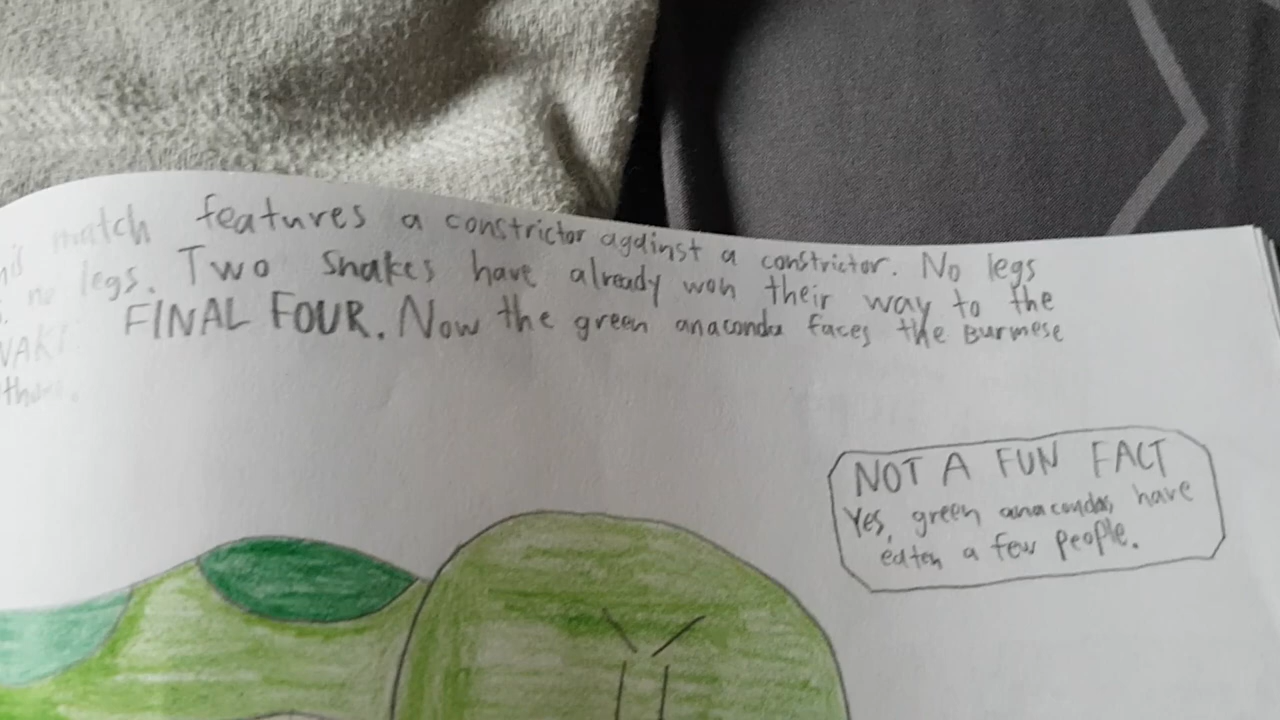 match features a constrictor against a constrictor. No legs
no legs. Two snakes have already won their way to the
FINAL FOUR. Now the green anaconda faces the Burmese
NOT A FUN FACT
Yes, green anacondas have
eaten a few people.